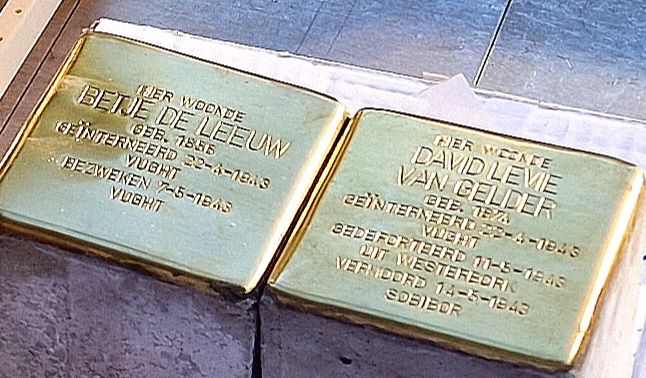 HIER WOONDE
BETJE DE LEEUW
GEB. 1866
GEÏNTERNEERD 22-4-1943
VUGHT
BEZWEKEN 7-5-1943
VUGHT
HIER WOONDE
DAVID LEVIE
VAN GELDER
GEB. 1874
GEÏNTERNEERD 22-4-1943
VUGHT
GEDEPORTEERD 11-5-1943
UIT WESTERBORK
VERMOORD 14-5-1943
SOBIBOR